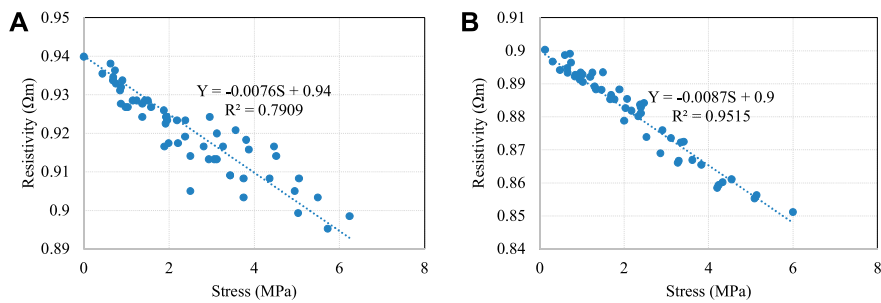 A
0.95
0.94
0.93
0.92
0.91
0.9
0.89
Resistivity (Ωm)
Y = -0.0076S + 0.94
R² = 0.7909
0
2
4
6
8
Stress (MPa)
B
0.91
0.9
0.89
0.88
0.87
0.86
0.85
0.84
Resistivity (Ωm)
Y = -0.0087S + 0.9
R² = 0.9515
0
2
4
6
8
Stress (MPa)